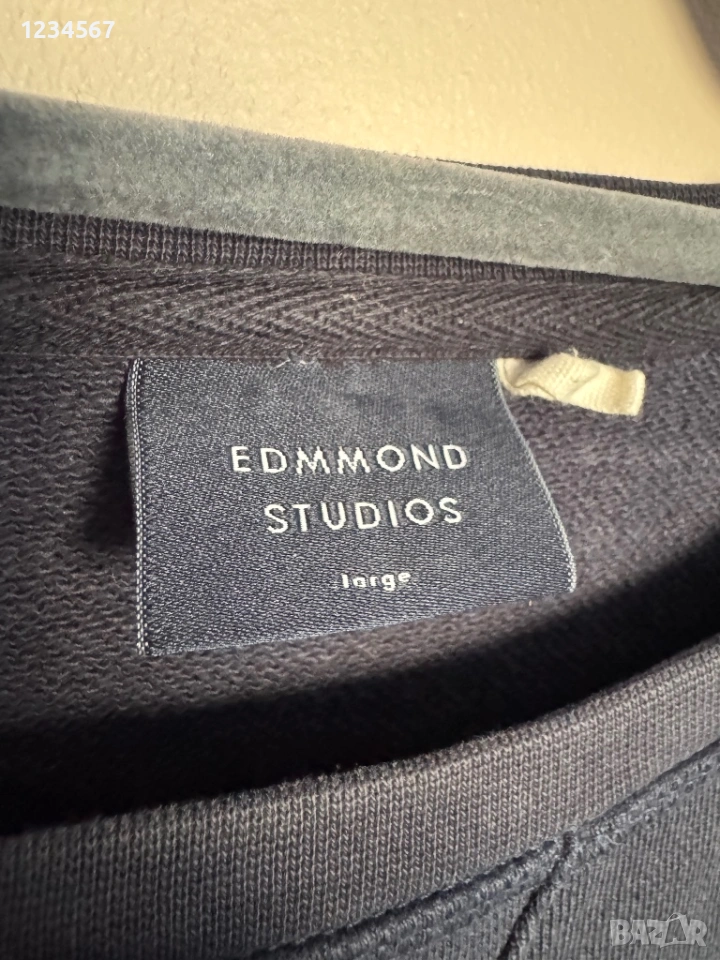 1234567
EDMMOND
STUDIOS
large
BAZAR